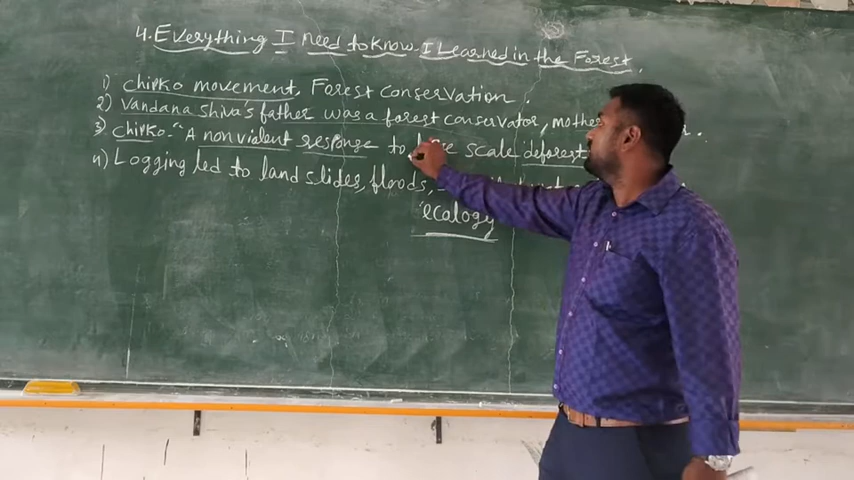 4. Everything I need to know I Learned in the Forest.
1) chipko movement, Forest Conservation.
2) Vandana Shiva's father was a forest conservator, mother
3) chipko - "A nonviolent response to scale deforest
4) Logging led to land slides, floods,
ecology